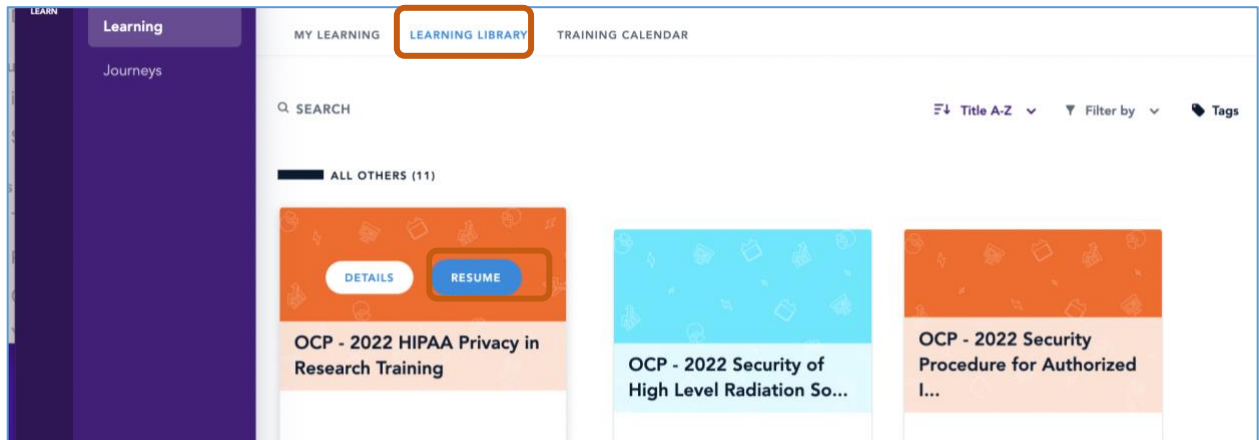 LEARN
Learning
Journeys
MY LEARNING LEARNING LIBRARY TRAINING CALENDAR
SEARCH
Title A-Z Filter by Tags
ALL OTHERS (11)
DETAILS RESUME
OCP - 2022 HIPAA Privacy in
Research Training
OCP - 2022 Security of
High Level Radiation So...
OCP - 2022 Security
Procedure for Authorized
I...